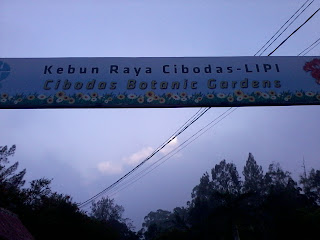 Kebun Raya Cibodas-LIPI
Cibodas Botanic Gardens